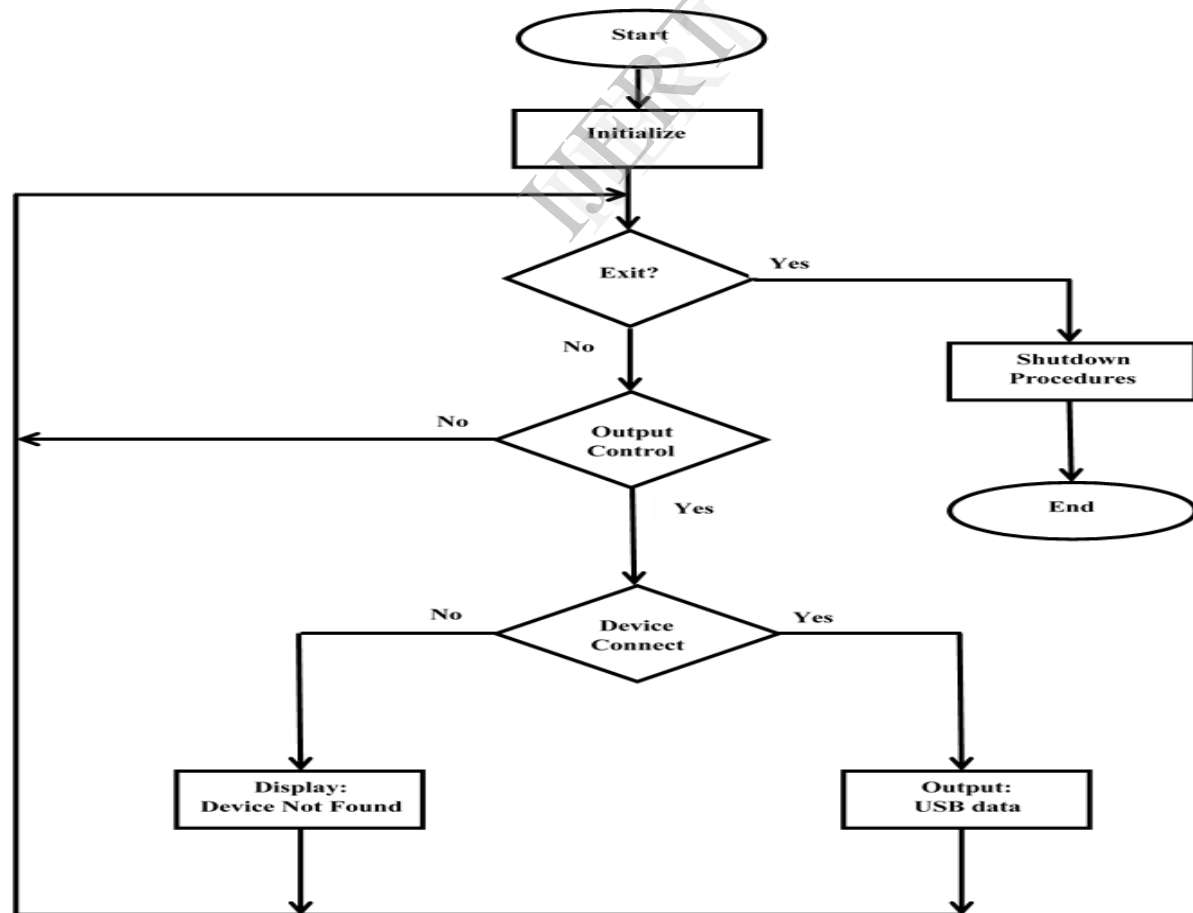 Start
IJERT
Initialize
Exit?
Yes
No
Shutdown
Procedures
No
Output
Control
End
Yes
No
Device
Connect
Yes
Display:
Device Not Found
Output:
USB data